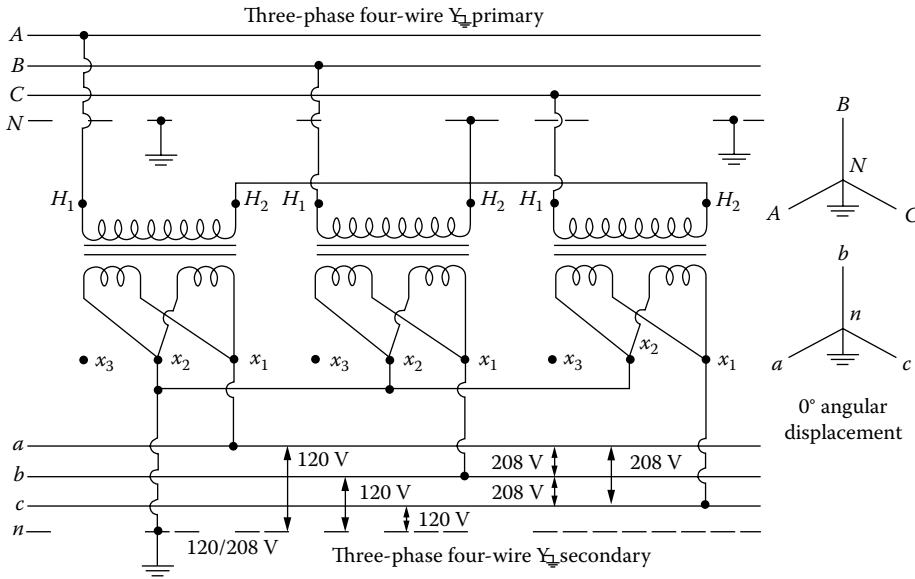 Three-phase four-wire Y primary
A
B
C
N
H1 H2 H1 H2 H1 H2
x3 x2 x1 x3 x2 x1 x3 x2 x1
B
N
A C
b
n
a c
0° angular
displacement
a
b
c
n
120 V
120 V
120 V
208 V
208 V
208 V
120/208 V
Three-phase four-wire Y secondary